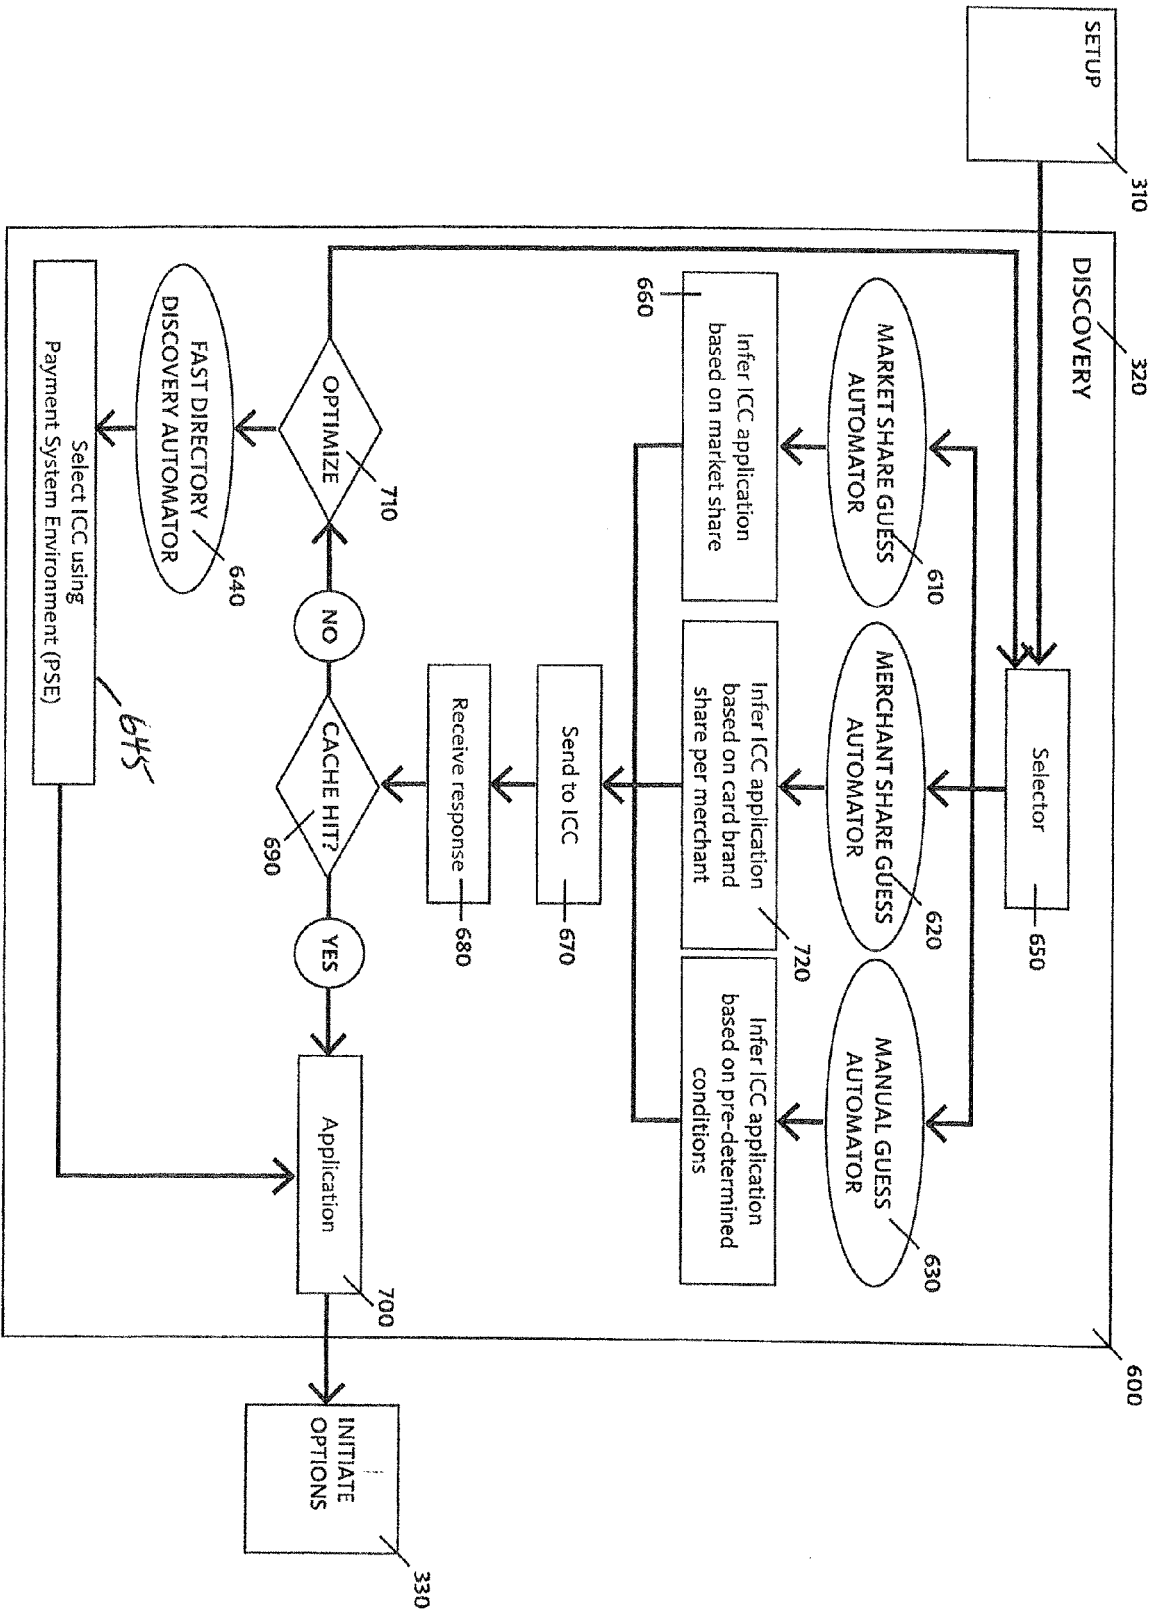 SETUP
310
DISCOVERY
320
600
Selector
650
MARKET SHARE GUESS
AUTOMATOR
610
MERCHANT SHARE GUESS
AUTOMATOR
620
MANUAL GUESS
AUTOMATOR
630
Infer ICC application
based on market share
660
Infer ICC application
based on card brand
share per merchant
720
Infer ICC application
based on pre-determined
conditions
Send to ICC
670
Receive response
680
OPTIMIZE
710
NO
CACHE HIT?
690
YES
Application
700
INITIATE
OPTIONS
330
FAST DIRECTORY
DISCOVERY AUTOMATOR
640
Select ICC using
Payment System Environment (PSE)
645